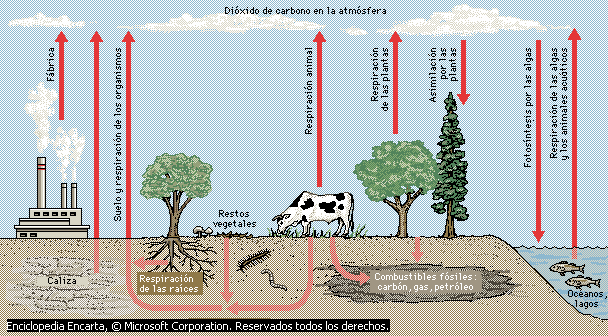 Dióxido de carbono en la atmósfera
Fábrica
Suelo y respiración de los organismos
Respiración animal
Respiración
de las plantas
Asimilación
por las
plantas
Fotosíntesis por las algas
Respiración de las algas
y los animales acuáticos
Restos
vegetales
Caliza
Respiración
de las raíces
Combustibles fósiles:
carbón, gas, petróleo
Océanos,
lagos
Enciclopedia Encarta, © Microsoft Corporation. Reservados todos los derechos.